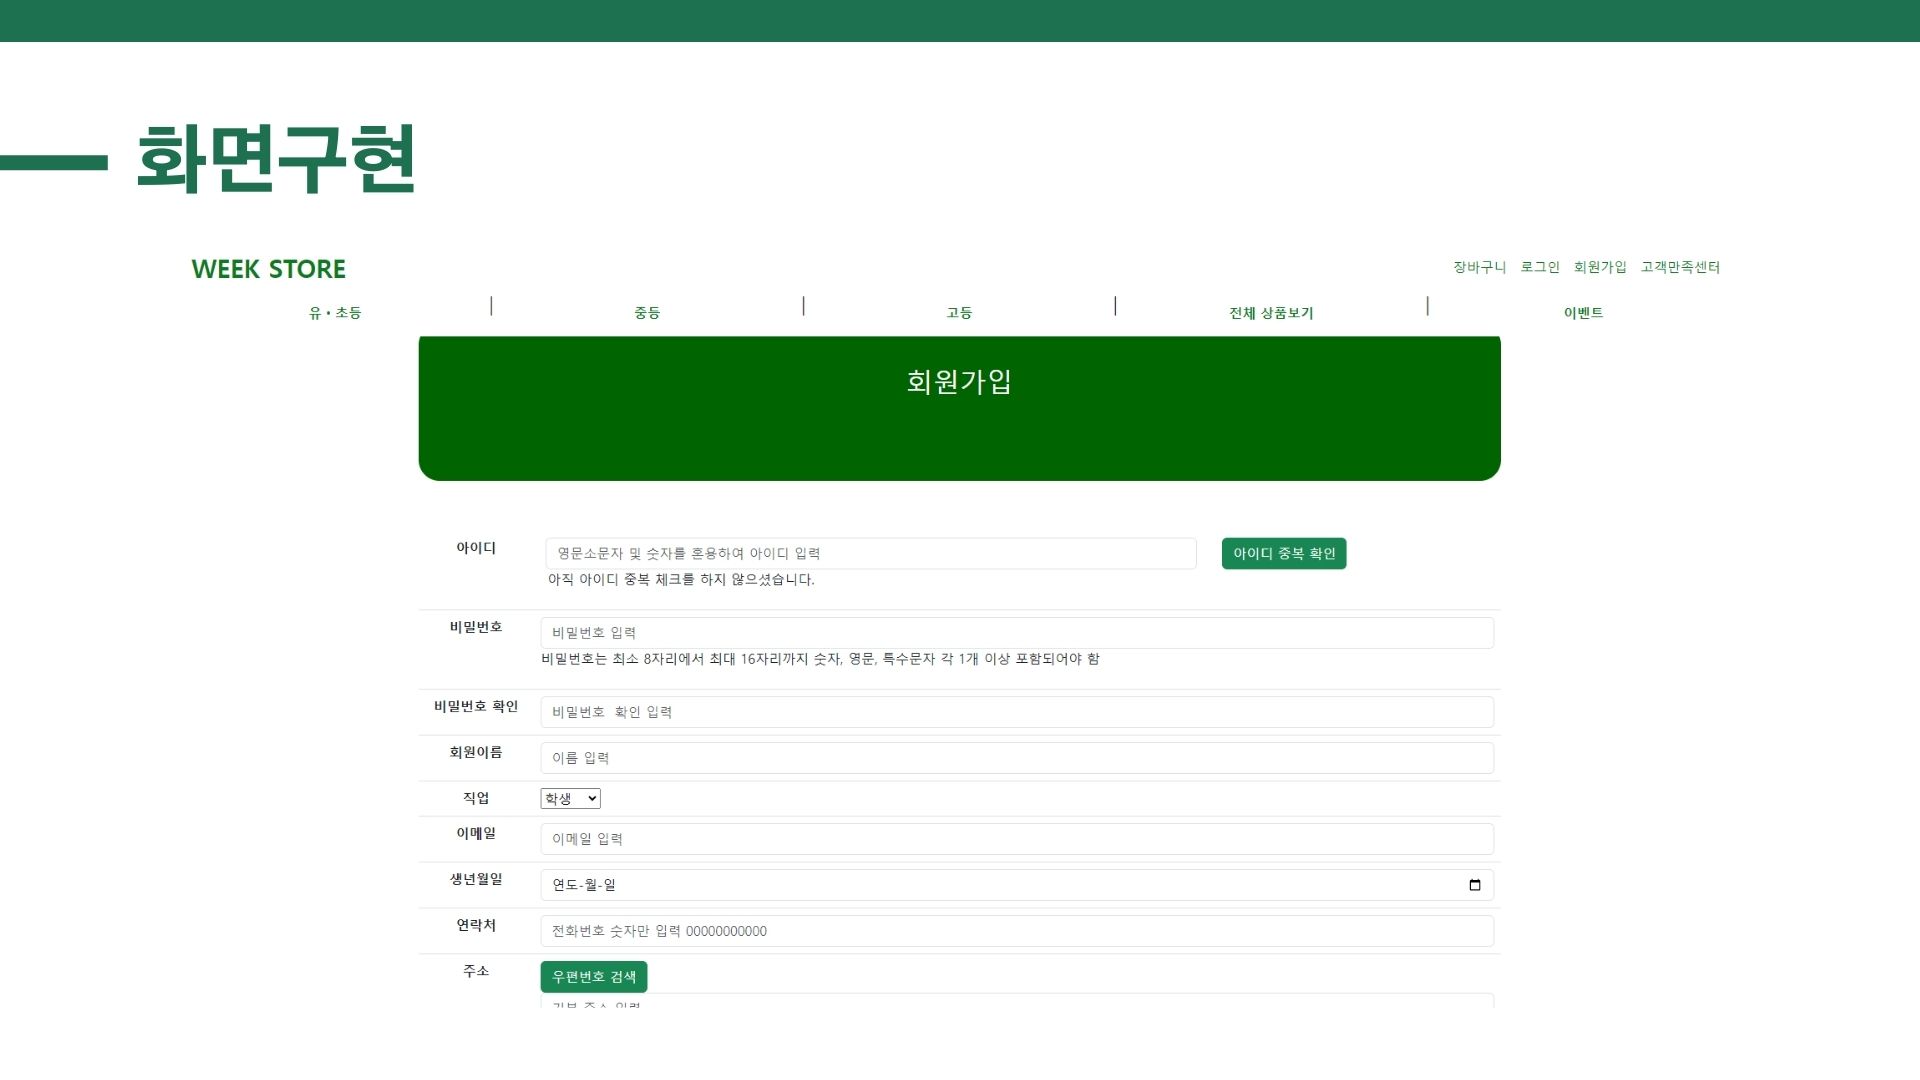 화면구현
WEEK STORE
장바구니 로그인 회원가입 고객만족센터
유 • 초등 | 중등 | 고등 | 전체 상품보기 | 이벤트
회원가입
아이디 영문소문자 및 숫자를 혼용하여 아이디 입력 아이디 중복 확인
아직 아이디 중복 체크를 하지 않으셨습니다.
비밀번호 비밀번호 입력
비밀번호는 최소 8자리에서 최대 16자리까지 숫자, 영문, 특수문자 각 1개 이상 포함되어야 함
비밀번호 확인 비밀번호 확인 입력
회원이름 이름 입력
직업 학생
이메일 이메일 입력
생년월일 연도-월-일
연락처 전화번호 숫자만 입력 00000000000
주소 우편번호 검색